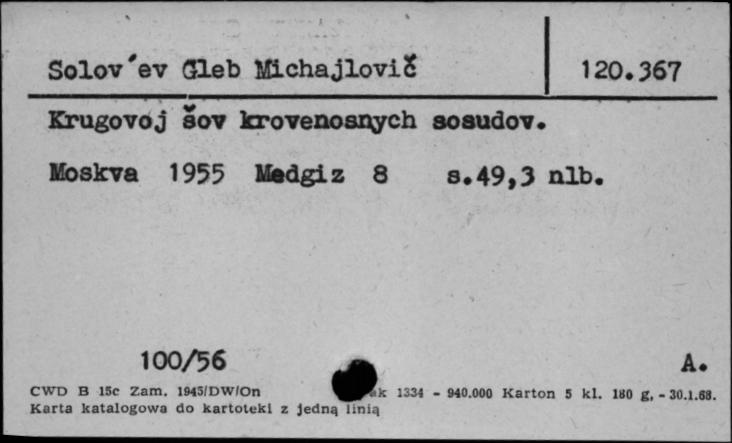 Solov´ev Gleb Michajlovič 120.367
Krugovoj šov krovenosnych sosudov.
Moskva 1955 Medgiz 8 s.49,3 nlb.
100/56 A.
CWD B 15c Zam. 1945/DW/On 1334 - 940.000 Karton 5 kl. 180 g. - 30.1.68.
Karta katalogowa do kartoteki z jedną linią